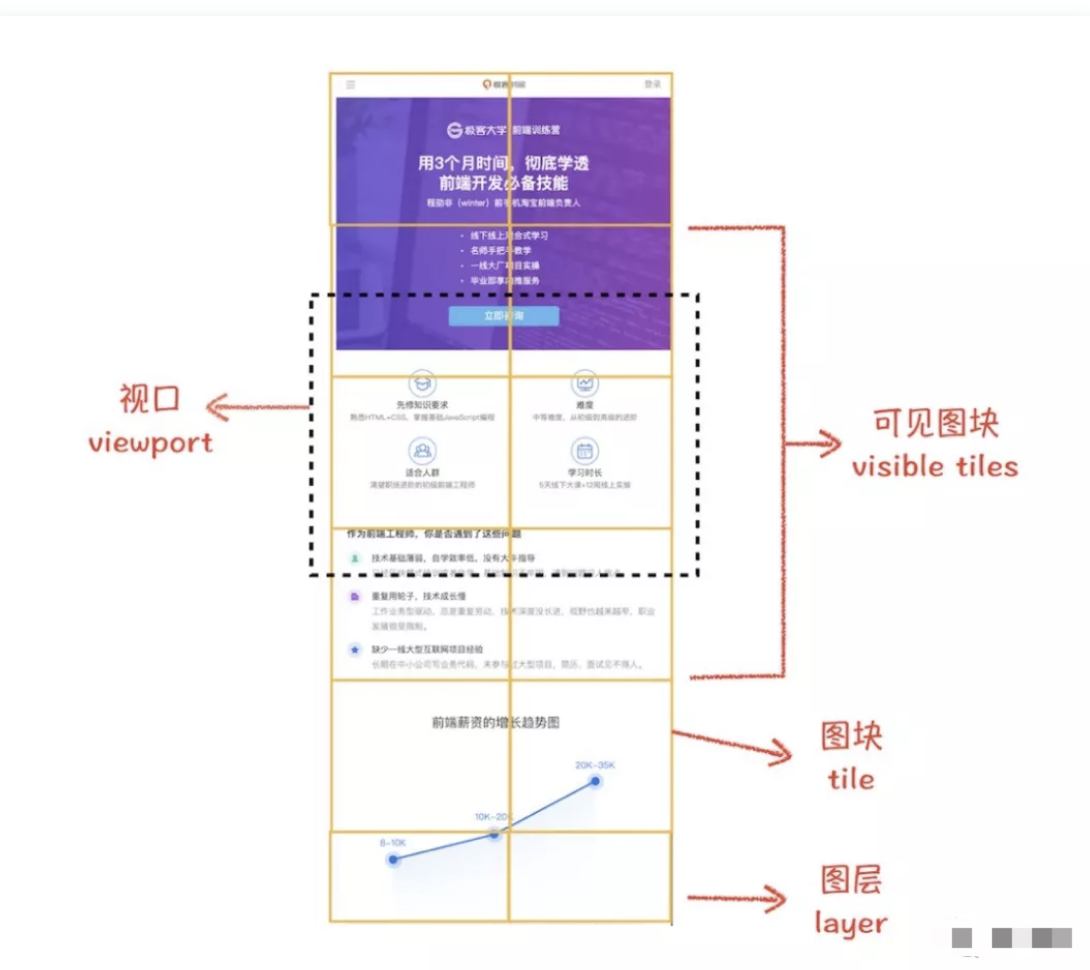 登录
极客大学 前端训练营
用3个月时间，彻底学透
前端开发必备技能
程劭非（winter）前手机淘宝前端负责人
· 线下线上混合式学习
· 名师手把手教学
· 一线大厂项目实操
· 毕业即享内推服务
立即咨询
视口
viewport
先修知识要求
熟悉HTML+CSS，掌握基础JavaScript编程
难度
中等难度，从初级到高级的进阶
适合人群
渴望职场进阶的初级前端工程师
学习时长
5天线下大课+12周线上实操
可见图块
visible tiles
作为前端工程师，你是否遇到了这些问题
技术基础薄弱，自学效率低，没有大牛指导
重复用轮子，技术成长慢
工作业务型驱动，总是重复劳动，技术深度没长进，视野也越来越窄，职业
发展很受限制。
缺少一线大型互联网项目经验
长期在中小公司写业务代码，未参与过大型项目，简历、面试见不得人。
前端薪资的增长趋势图
图块
tile
20K~35K
10K~20K
8~10K
图层
layer